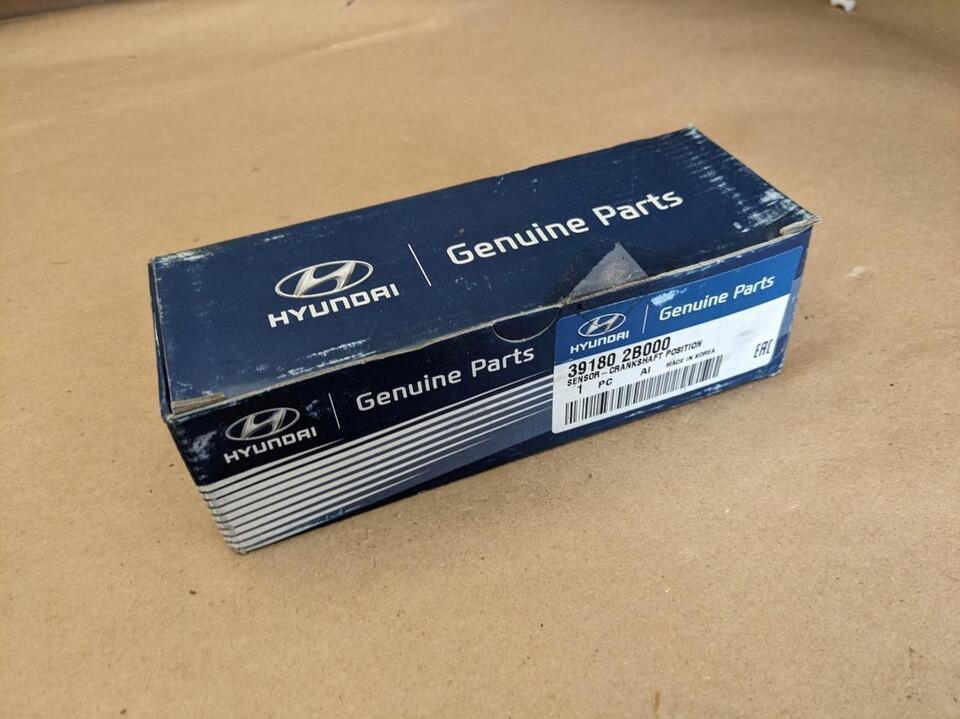 HYUNDAI
Genuine Parts
HYUNDAI
Genuine Parts
HYUNDAI
Genuine Parts
39180 2B000
SENSOR-CRANKSHAFT POSITION
1 PC AI MADE IN KOREA
EAC